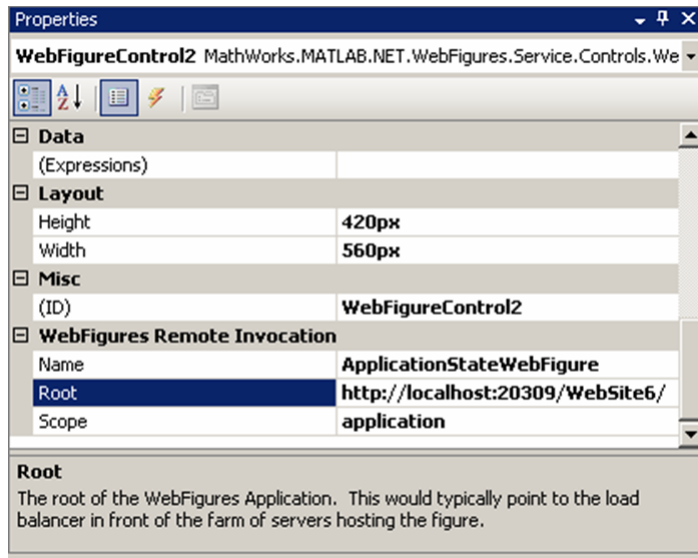 Properties
WebFigureControl2 MathWorks.MATLAB.NET.WebFigures.Service.Controls.We
Data
(Expressions)
Layout
Height 420px
Width 560px
Misc
(ID) WebFigureControl2
WebFigures Remote Invocation
Name ApplicationStateWebFigure
Root http://localhost:20309/WebSite6/
Scope application
Root
The root of the WebFigures Application. This would typically point to the load
balancer in front of the farm of servers hosting the figure.